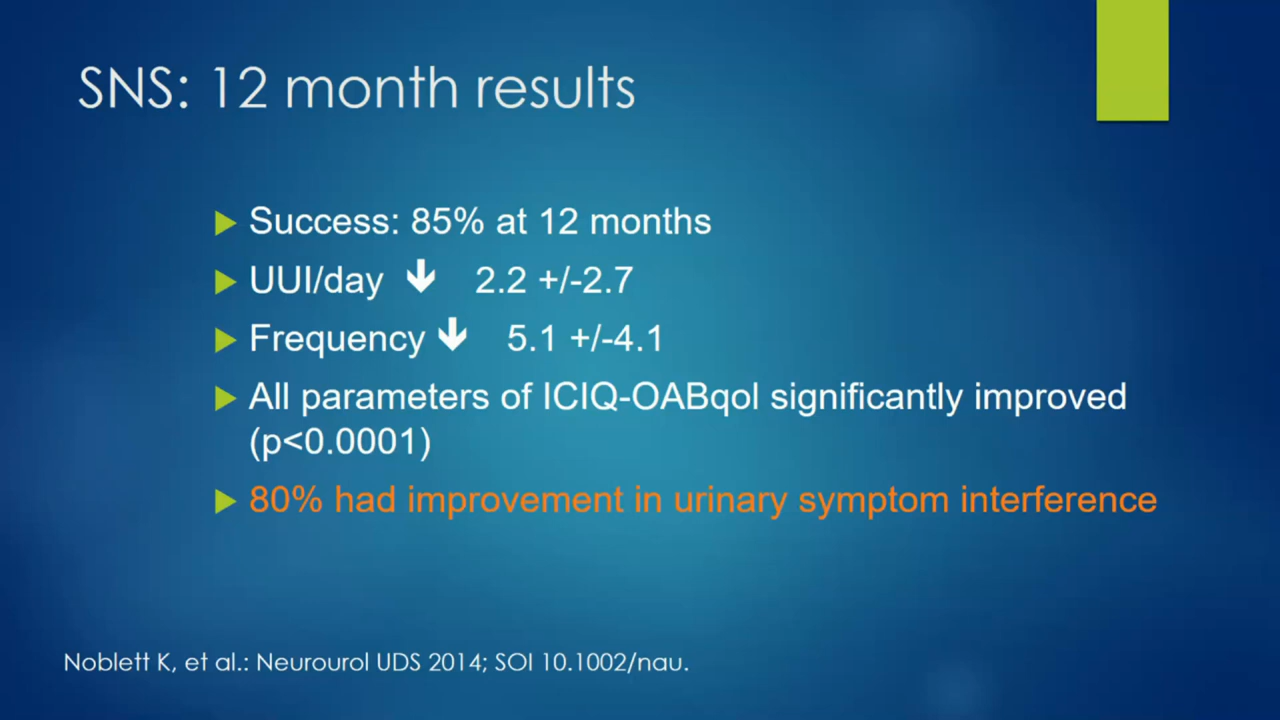 SNS: 12 month results
Success: 85% at 12 months
UUI/day 🡻 2.2 +/-2.7
Frequency 🡻 5.1 +/-4.1
All parameters of ICIQ-OABqol significantly improved
(p<0.0001)
80% had improvement in urinary symptom interference
Noblett K, et al.: Neurourol UDS 2014; SOI 10.1002/nau.